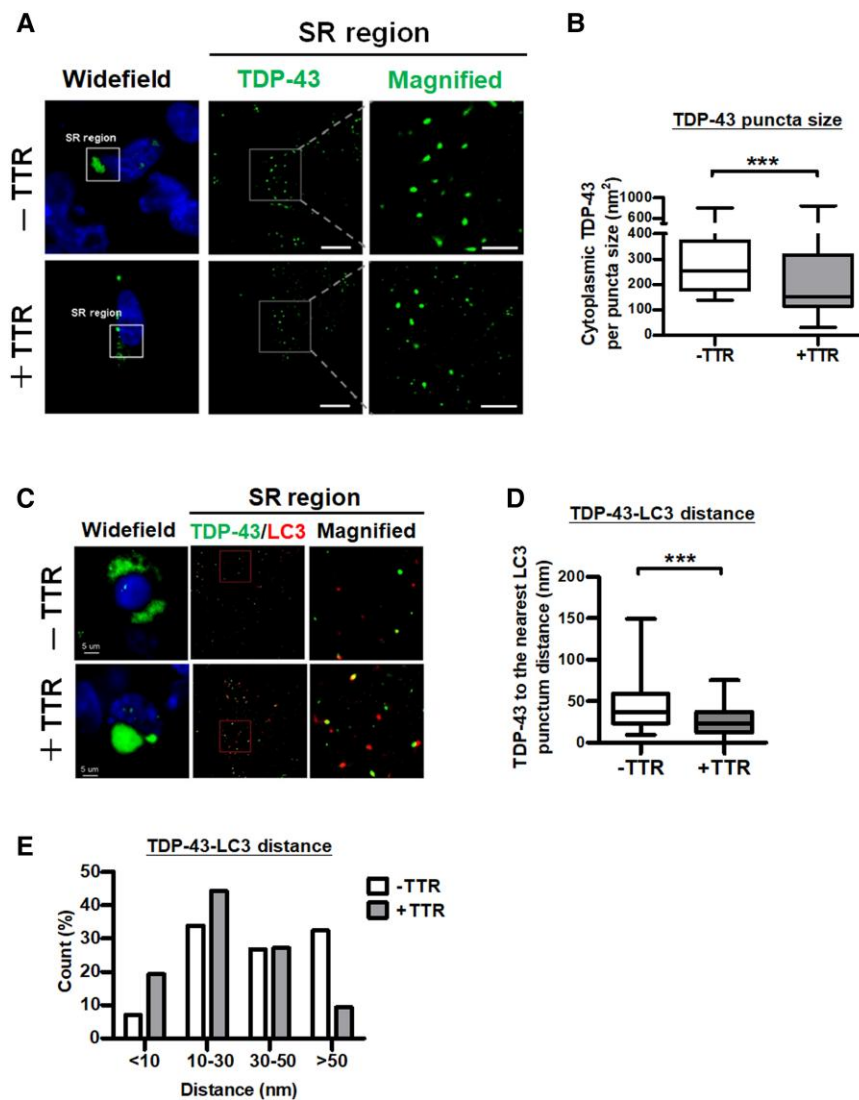 A
SR region
Widefield
TDP-43
Magnified
− TTR
SR region
+ TTR
SR region
B
TDP-43 puncta size
***
Cytoplasmic TDP-43
per puncta size (nm²)
1000
600
400
300
200
100
0
-TTR
+TTR
C
SR region
Widefield
TDP-43/LC3
Magnified
− TTR
5 um
+ TTR
5 um
D
TDP-43-LC3 distance
***
TDP-43 to the nearest LC3
punctum distance (nm)
200
150
100
50
0
-TTR
+TTR
E
TDP-43-LC3 distance
Count (%)
50
40
30
20
10
0
<10
10-30
30-50
>50
Distance (nm)
-TTR
+TTR